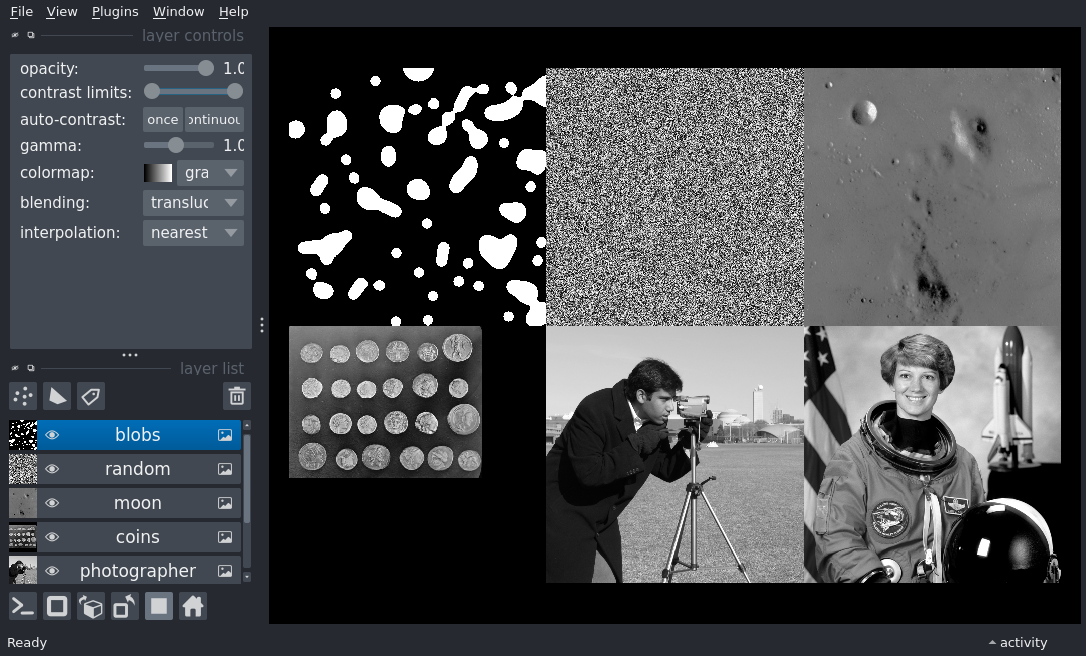 File View Plugins Window Help
layer controls
opacity: 1.0
contrast limits:
auto-contrast: once ontinuou
gamma: 1.0
colormap: gra
blending: transluc
interpolation: nearest
layer list
blobs
random
moon
coins
photographer
Ready
activity